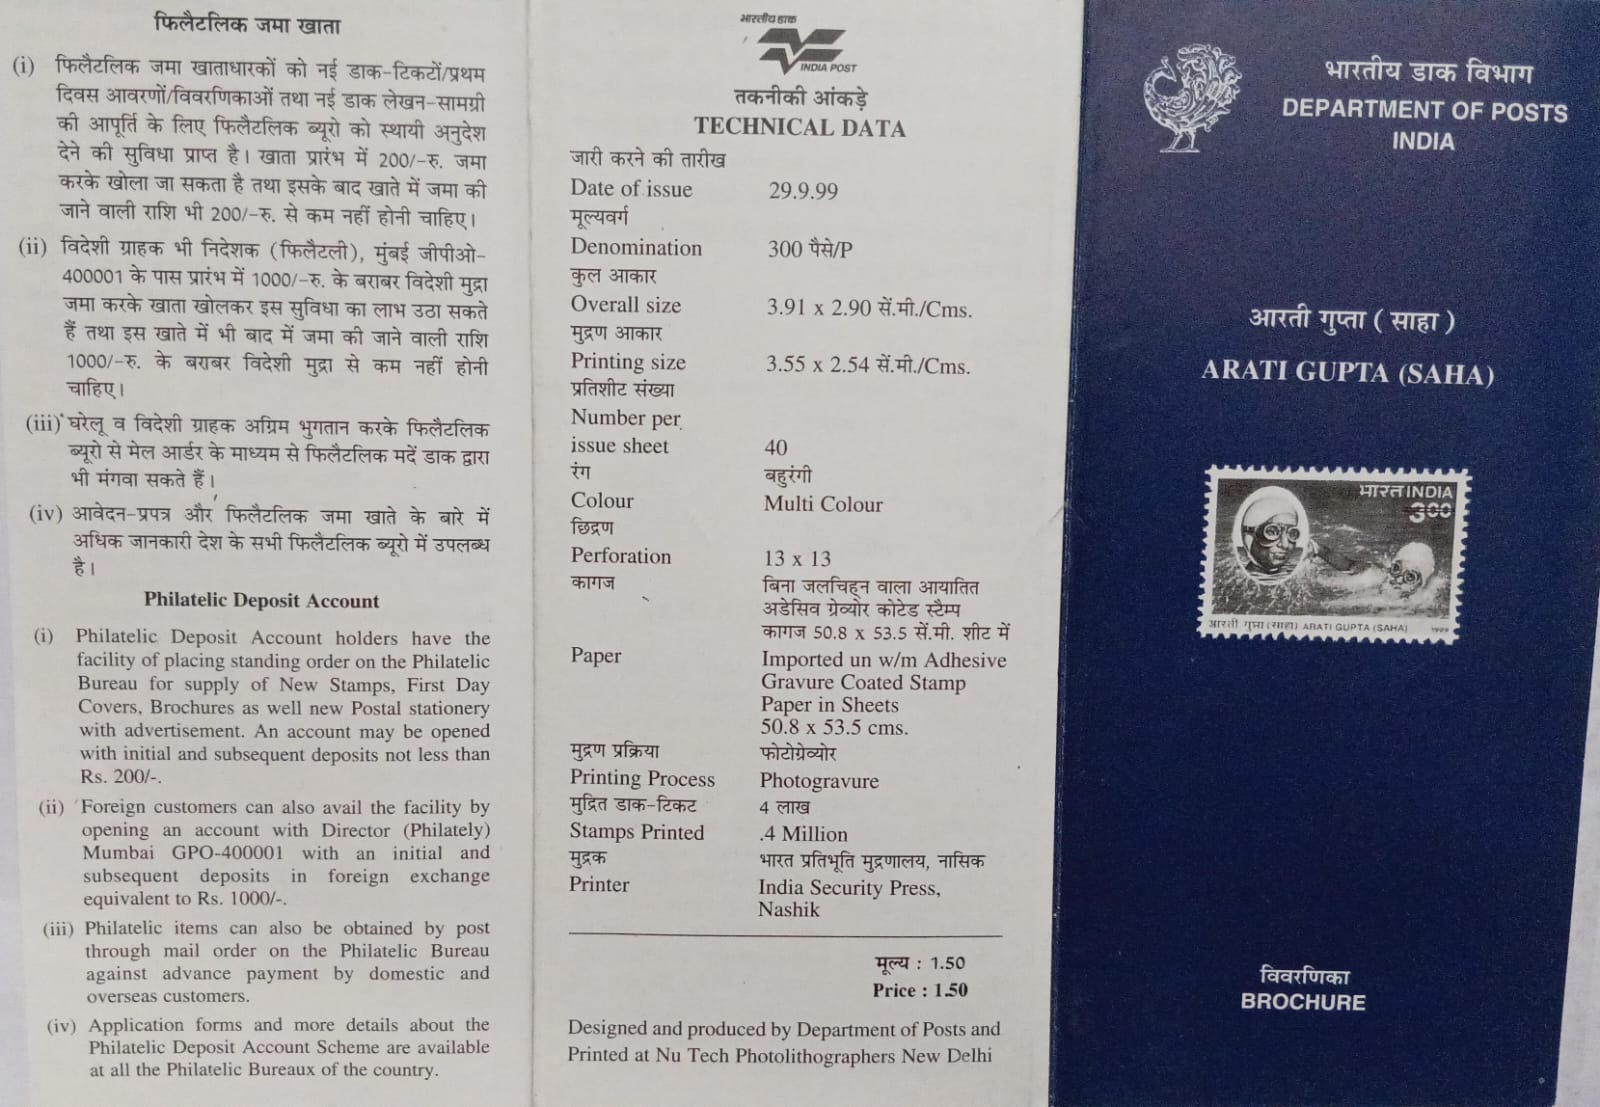 फिलैटलिक जमा खाता
(i) फिलैटलिक जमा खाताधारकों को नई डाक-टिकटों/प्रथम
दिवस आवरणों/विवरणिकाओं तथा नई डाक लेखन-सामग्री
की आपूर्ति के लिए फिलैटलिक ब्यूरो को स्थायी अनुदेश
देने की सुविधा प्राप्त है। खाता प्रारंभ में 200/-रु. जमा
करके खोला जा सकता है तथा इसके बाद खाते में जमा की
जाने वाली राशि भी 200/-रु. से कम नहीं होनी चाहिए।
(ii) विदेशी ग्राहक भी निदेशक (फिलैटली), मुंबई जीपीओ-
400001 के पास प्रारंभ में 1000/-रु. के बराबर विदेशी मुद्रा
जमा करके खाता खोलकर इस सुविधा का लाभ उठा सकते
हैं तथा इस खाते में भी बाद में जमा की जाने वाली राशि
1000/-रु. के बराबर विदेशी मुद्रा से कम नहीं होनी
चाहिए।
(iii) घरेलू व विदेशी ग्राहक अग्रिम भुगतान करके फिलैटलिक
ब्यूरो से मेल आर्डर के माध्यम से फिलैटलिक मदें डाक द्वारा
भी मंगवा सकते हैं।
(iv) आवेदन-प्रपत्र और फिलैटलिक जमा खाते के बारे में
अधिक जानकारी देश के सभी फिलैटलिक ब्यूरो में उपलब्ध
है।
Philatelic Deposit Account
(i) Philatelic Deposit Account holders have the
facility of placing standing order on the Philatelic
Bureau for supply of New Stamps, First Day
Covers, Brochures as well new Postal stationery
with advertisement. An account may be opened
with initial and subsequent deposits not less than
Rs. 200/-.
(ii) Foreign customers can also avail the facility by
opening an account with Director (Philately)
Mumbai GPO-400001 with an initial and
subsequent deposits in foreign exchange
equivalent to Rs. 1000/-.
(iii) Philatelic items can also be obtained by post
through mail order on the Philatelic Bureau
against advance payment by domestic and
overseas customers.
(iv) Application forms and more details about the
Philatelic Deposit Account Scheme are available
at all the Philatelic Bureaux of the country.
भारतीय डाक
INDIA POST
तकनीकी आंकड़े
TECHNICAL DATA
जारी करने की तारीख
Date of issue 29.9.99
मूल्यवर्ग
Denomination 300 पैसे/P
कुल आकार
Overall size 3.91 x 2.90 सें.मी./Cms.
मुद्रण आकार
Printing size 3.55 x 2.54 सें.मी./Cms.
प्रतिशीट संख्या
Number per
issue sheet 40
रंग बहुरंगी
Colour Multi Colour
छिद्रण
Perforation 13 x 13
कागज बिना जलचिह्न वाला आयातित
अडेसिव ग्रेव्योर कोटेड स्टैम्प
कागज 50.8 x 53.5 सें.मी. शीट में
Paper Imported un w/m Adhesive
Gravure Coated Stamp
Paper in Sheets
50.8 x 53.5 cms.
मुद्रण प्रक्रिया फोटोग्रेव्योर
Printing Process Photogravure
मुद्रित डाक-टिकट 4 लाख
Stamps Printed .4 Million
मुद्रक भारत प्रतिभूति मुद्रणालय, नासिक
Printer India Security Press,
Nashik
मूल्य : 1.50
Price : 1.50
Designed and produced by Department of Posts and
Printed at Nu Tech Photolithographers New Delhi
भारतीय डाक विभाग
DEPARTMENT OF POSTS
INDIA
आरती गुप्ता ( साहा )
ARATI GUPTA (SAHA)
भारत INDIA
300
आरती गुप्ता (साहा) ARATI GUPTA (SAHA) 1999
विवरणिका
BROCHURE